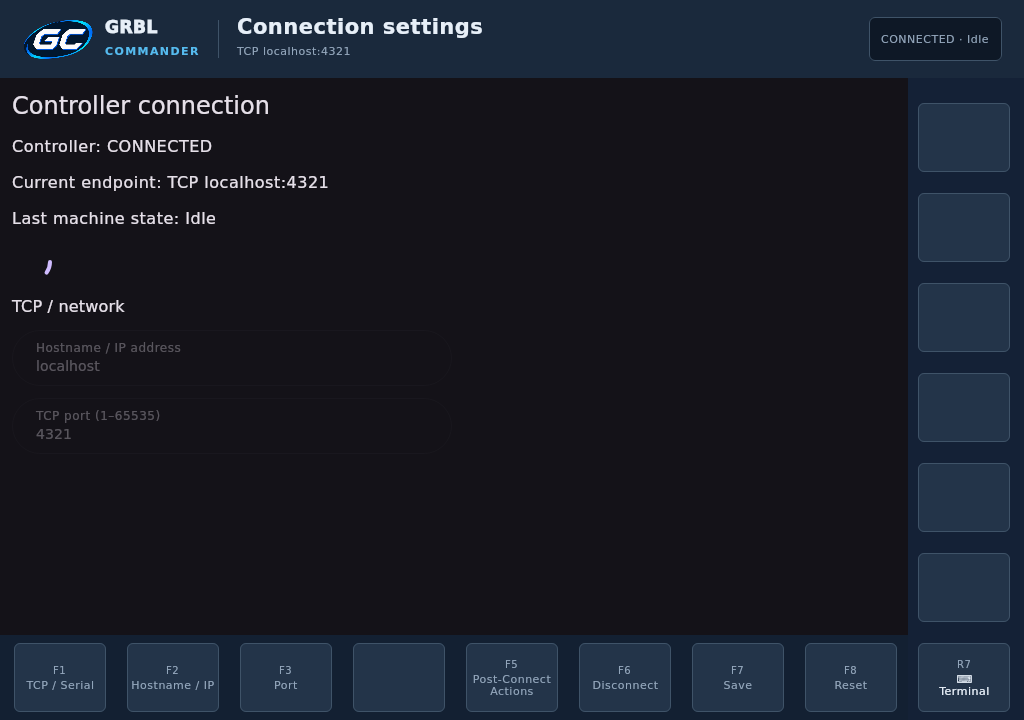 GC
GRBL
COMMANDER
Connection settings
TCP localhost:4321
CONNECTED · Idle
Controller connection
Controller: CONNECTED
Current endpoint: TCP localhost:4321
Last machine state: Idle
TCP / network
Hostname / IP address
localhost
TCP port (1–65535)
4321
F1
TCP / Serial
F2
Hostname / IP
F3
Port
F5
Post-Connect
Actions
F6
Disconnect
F7
Save
F8
Reset
R7
⌨
Terminal